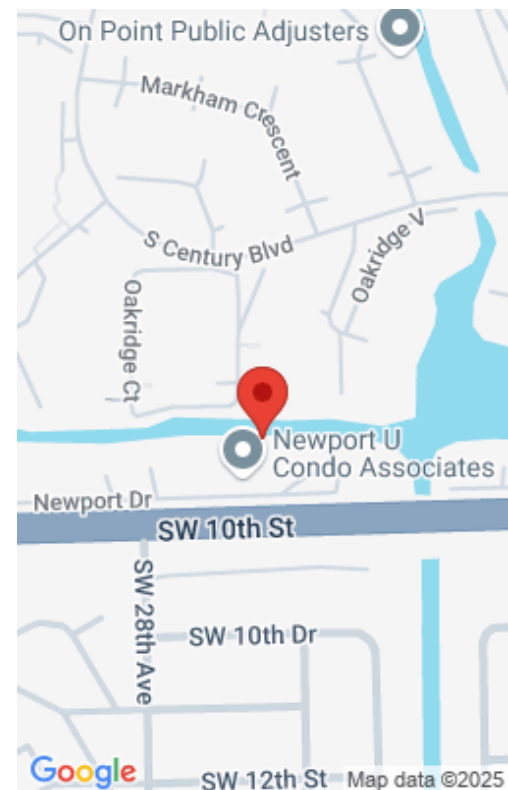 On Point Public Adjusters
Markham Crescent
S Century Blvd
Oakridge V
Oakridge Ct
Newport U
Condo Associates
Newport Dr
SW 10th St
SW 28th Ave
SW 10th Dr
SW 12th St
Google
Map data ©2025